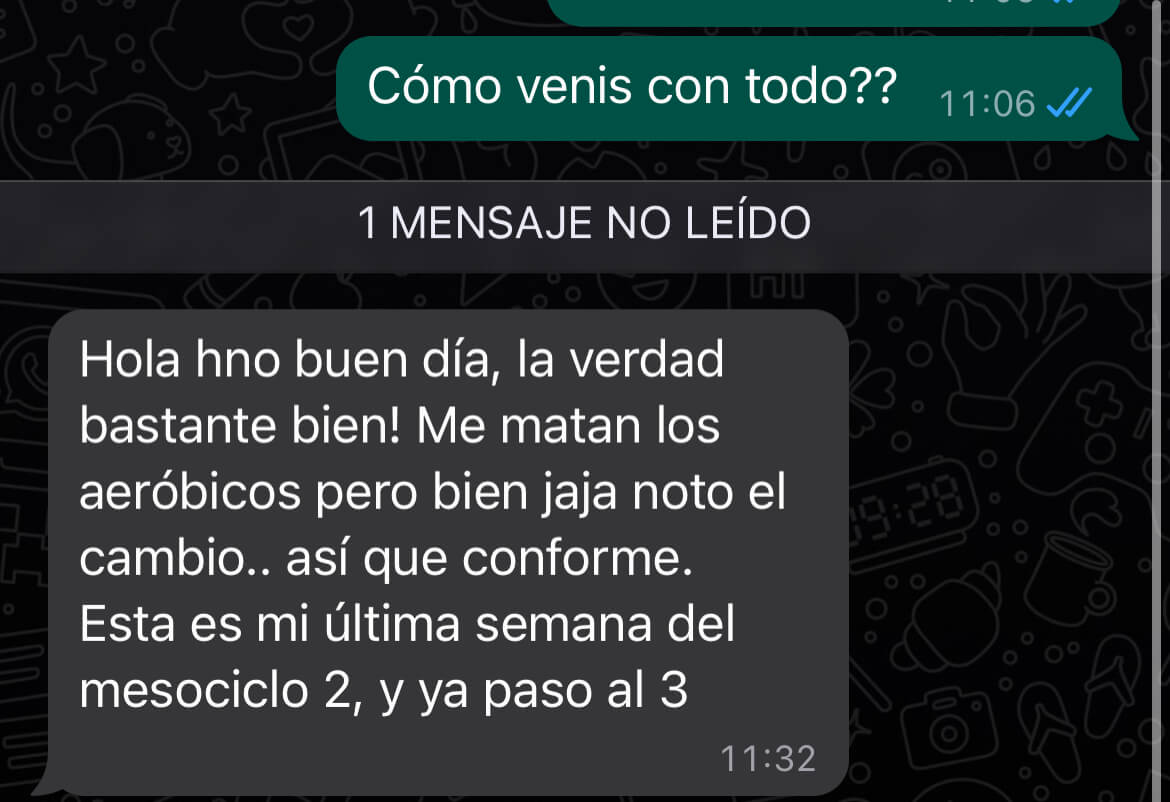 Cómo venis con todo??
11:06
1 MENSAJE NO LEÍDO
Hola hno buen día, la verdad
bastante bien! Me matan los
aeróbicos pero bien jaja noto el
cambio.. así que conforme.
Esta es mi última semana del
mesociclo 2, y ya paso al 3
11:32